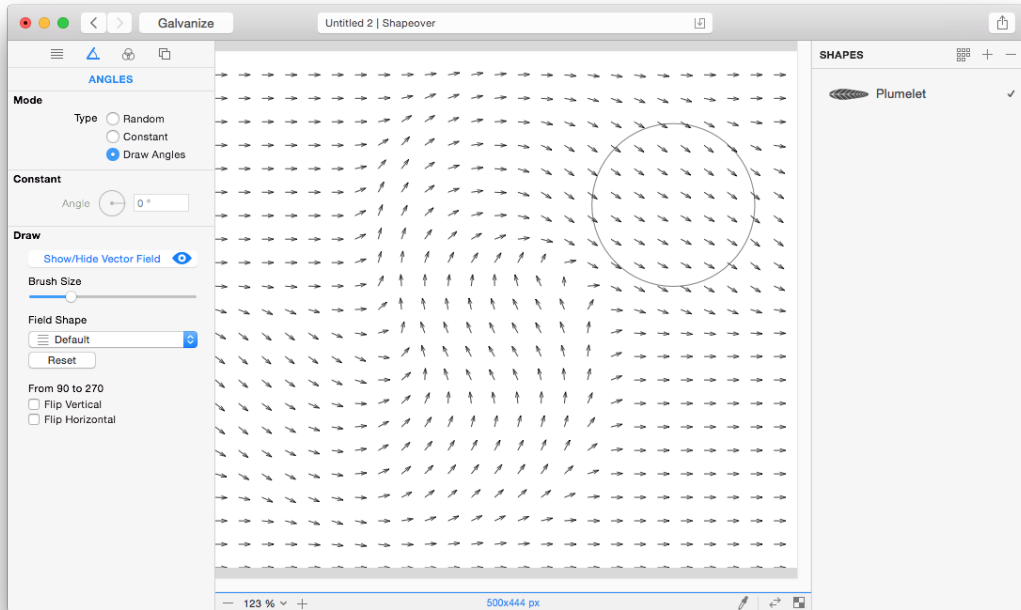 Galvanize
Untitled 2 | Shapeover
ANGLES
Mode
Type
Random
Constant
Draw Angles
Constant
Angle
0 °
Draw
Show/Hide Vector Field
Brush Size
Field Shape
Default
Reset
From 90 to 270
Flip Vertical
Flip Horizontal
123 %
500x444 px
SHAPES
Plumelet